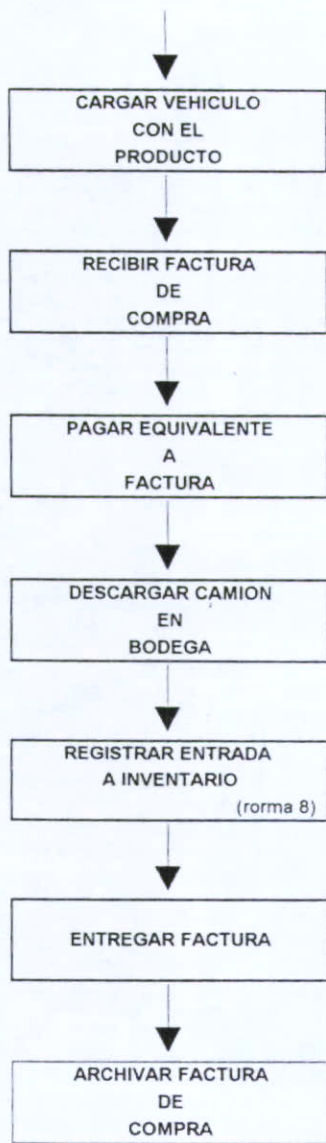 CARGAR VEHICULO
CON EL
PRODUCTO
RECIBIR FACTURA
DE
COMPRA
PAGAR EQUIVALENTE
A
FACTURA
DESCARGAR CAMION
EN
BODEGA
REGISTRAR ENTRADA
A INVENTARIO
(rorma 8)
ENTREGAR FACTURA
ARCHIVAR FACTURA
DE
COMPRA